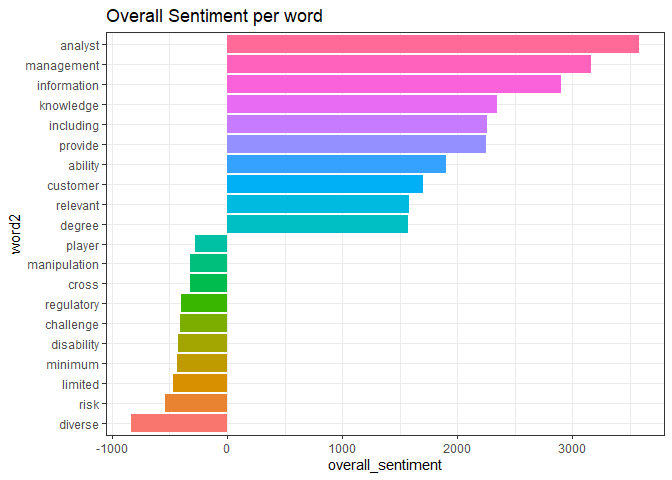 Overall Sentiment per word
analyst
management
information
knowledge
including
provide
ability
customer
relevant
degree
player
manipulation
cross
regulatory
challenge
disability
minimum
limited
risk
diverse
word2
-1000 0 1000 2000 3000
overall_sentiment